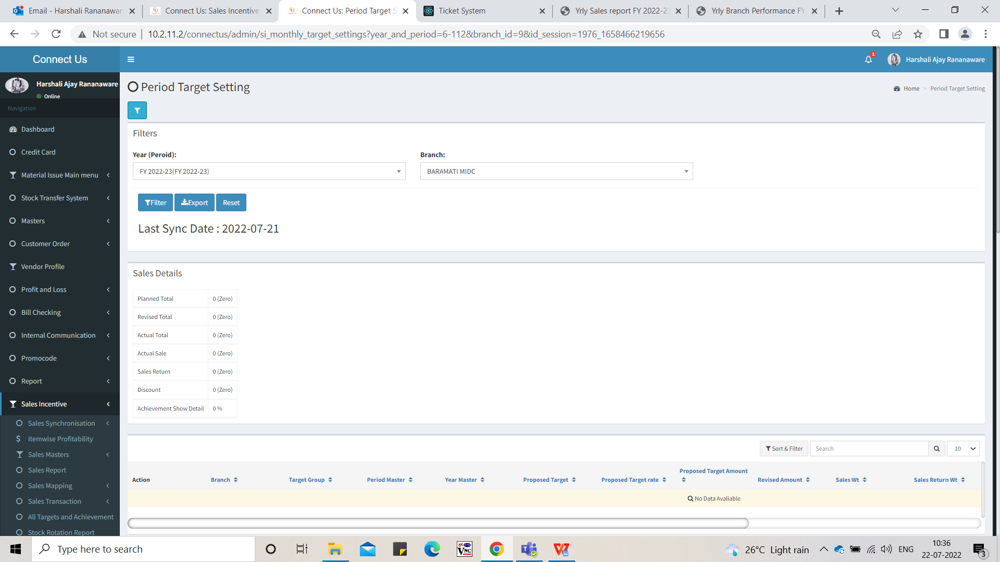 Email - Harshali Rananaware
Connect Us: Sales Incentive
Connect Us: Period Target S
Ticket System
Yrly Sales report FY 2022-23
Yrly Branch Performance FY
Not secure
10.2.11.2/connectus/admin/si_monthly_target_settings?year_and_period=6-112&branch_id=9&id_session=1976_1658466219656
Connect Us
1
Harshali Ajay Rananaware
Harshali Ajay Rananaware
Online
Navigation
Dashboard
Credit Card
Material Issue Main menu
Stock Transfer System
Masters
Customer Order
Vendor Profile
Profit and Loss
Bill Checking
Internal Communication
Promocode
Report
Sales Incentive
Sales Synchronisation
Itemwise Profitability
Sales Masters
Sales Report
Sales Mapping
Sales Transaction
All Targets and Achievement
Stock Rotation Report
Period Target Setting
Home > Period Target Setting
Filters
Year (Peroid):
Branch:
FY 2022-23(FY 2022-23)
BARAMATI MIDC
Filter
Export
Reset
Last Sync Date : 2022-07-21
Sales Details
Planned Total 0 (Zero)
Revised Total 0 (Zero)
Actual Total 0 (Zero)
Actual Sale 0 (Zero)
Sales Return 0 (Zero)
Discount 0 (Zero)
Achievement Show Detail 0 %
Sort & Filter
Search
10
Action
Branch
Target Group
Period Master
Year Master
Proposed Target
Proposed Target rate
Proposed Target Amount
Revised Amount
Sales Wt
Sales Return Wt
No Data Avaliable
Type here to search
VNC
26°C Light rain
ENG
10:36
22-07-2022
3